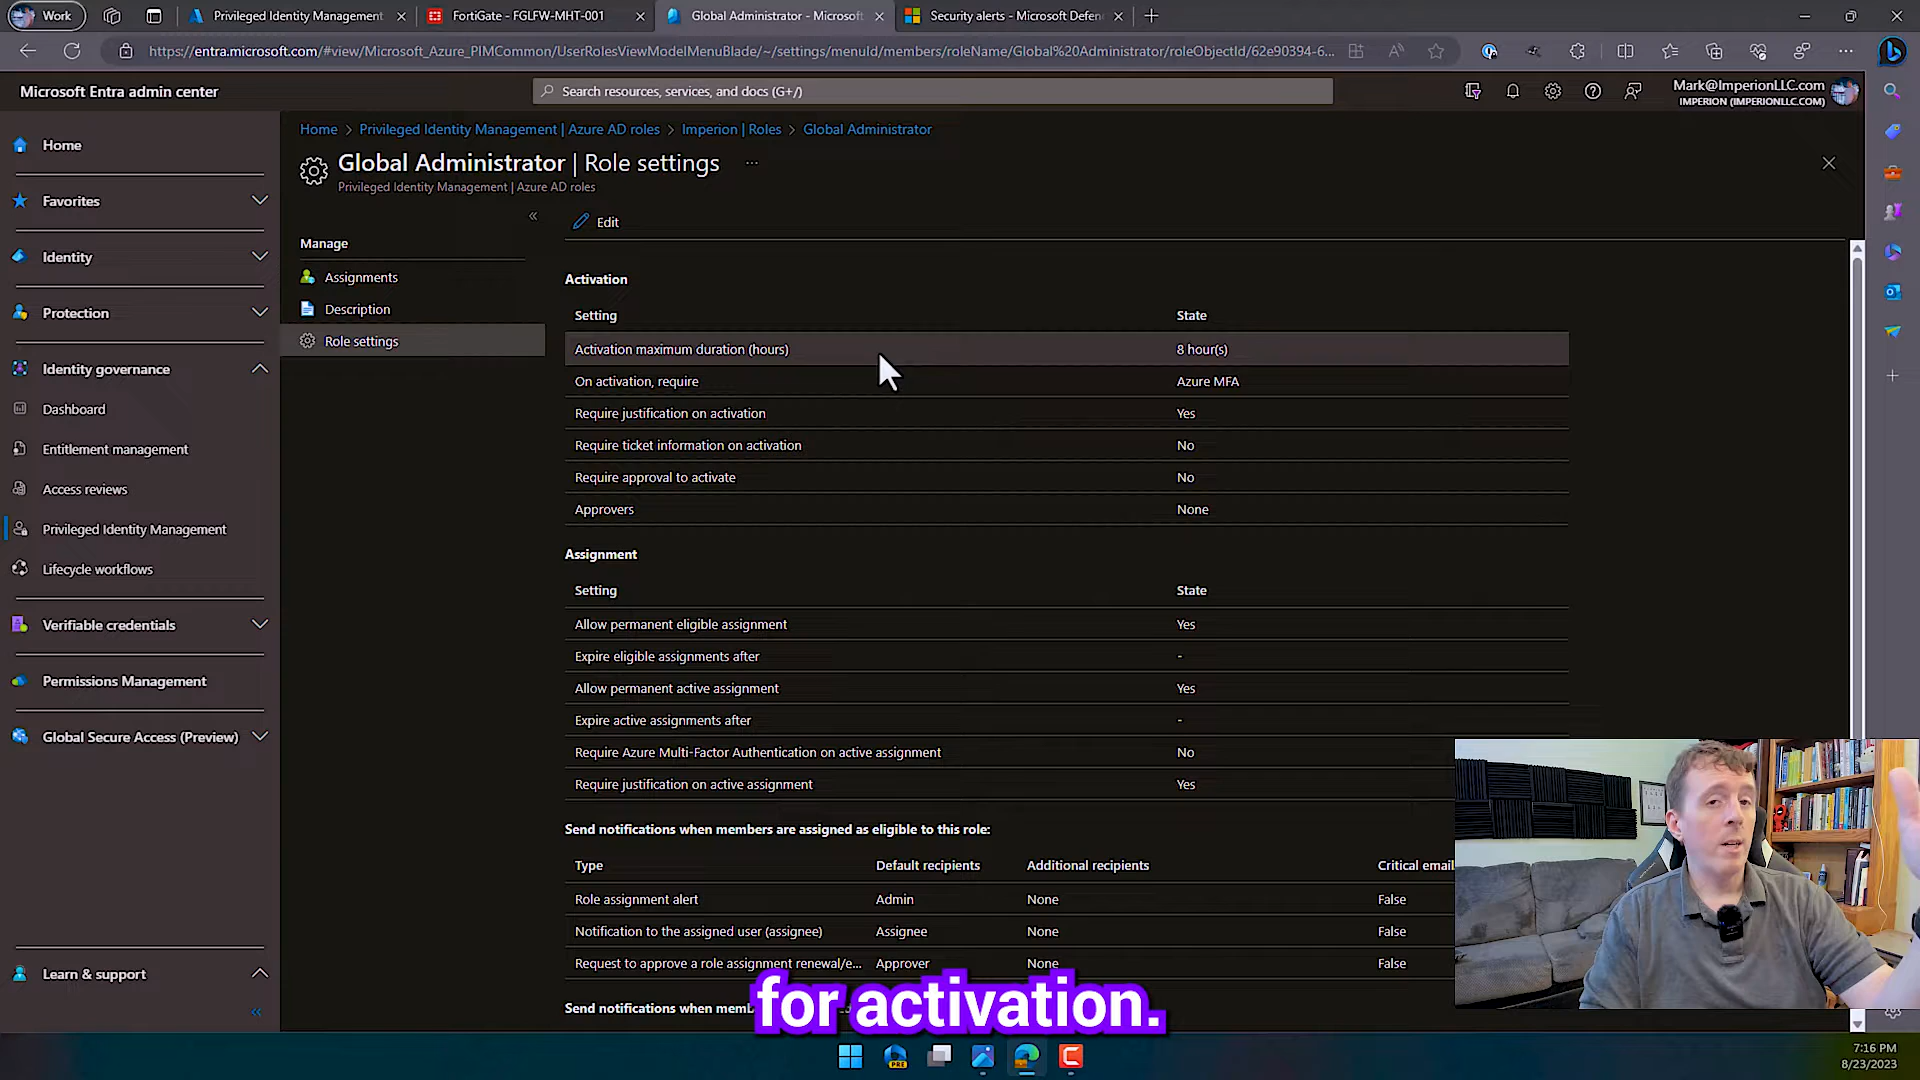 Work
Privileged Identity Management
FortiGate - FGLFW-MHT-001
Global Administrator - Microsoft
Security alerts - Microsoft Defen
https://entra.microsoft.com/#view/Microsoft_Azure_PIMCommon/UserRolesViewModelMenuBlade/~/settings/menuId/members/roleName/Global%20Administrator/roleObjectId/62e90394-6...
Microsoft Entra admin center
Search resources, services, and docs (G+/)
Mark@ImperionLLC.com
IMPERION (IMPERIONLLC.COM)
Home
Favorites
Identity
Protection
Identity governance
Dashboard
Entitlement management
Access reviews
Privileged Identity Management
Lifecycle workflows
Verifiable credentials
Permissions Management
Global Secure Access (Preview)
Learn & support
Home > Privileged Identity Management | Azure AD roles > Imperion | Roles > Global Administrator
Global Administrator | Role settings ...
Privileged Identity Management | Azure AD roles
Manage
Assignments
Description
Role settings
Edit
Activation
Setting State
Activation maximum duration (hours) 8 hour(s)
On activation, require Azure MFA
Require justification on activation Yes
Require ticket information on activation No
Require approval to activate No
Approvers None
Assignment
Setting State
Allow permanent eligible assignment Yes
Expire eligible assignments after -
Allow permanent active assignment Yes
Expire active assignments after -
Require Azure Multi-Factor Authentication on active assignment No
Require justification on active assignment Yes
Send notifications when members are assigned as eligible to this role:
Type Default recipients Additional recipients Critical email
Role assignment alert Admin None False
Notification to the assigned user (assignee) Assignee None False
Request to approve a role assignment renewal/e... Approver None False
Send notifications when mem
for activation.
PRE
7:16 PM
8/23/2023